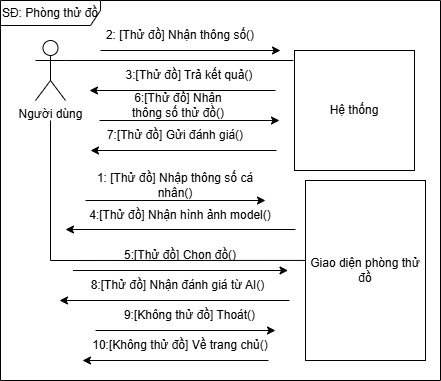 SĐ: Phòng thử đồ
2: [Thử đồ] Nhận thông số()
3:[Thử đồ] Trả kết quả()
6:[Thử đồ] Nhận
thông số thử đồ()
7:[Thử đồ] Gửi đánh giá()
Người dùng
Hệ thống
1: [Thử đồ] Nhập thông số cá
nhân()
4:[Thử đồ] Nhận hình ảnh model()
5:[Thử đồ] Chon đồ()
8:[Thử đồ] Nhận đánh giá từ AI()
9:[Không thử đồ] Thoát()
10:[Không thử đồ] Về trang chủ()
Giao diện phòng thử
đồ